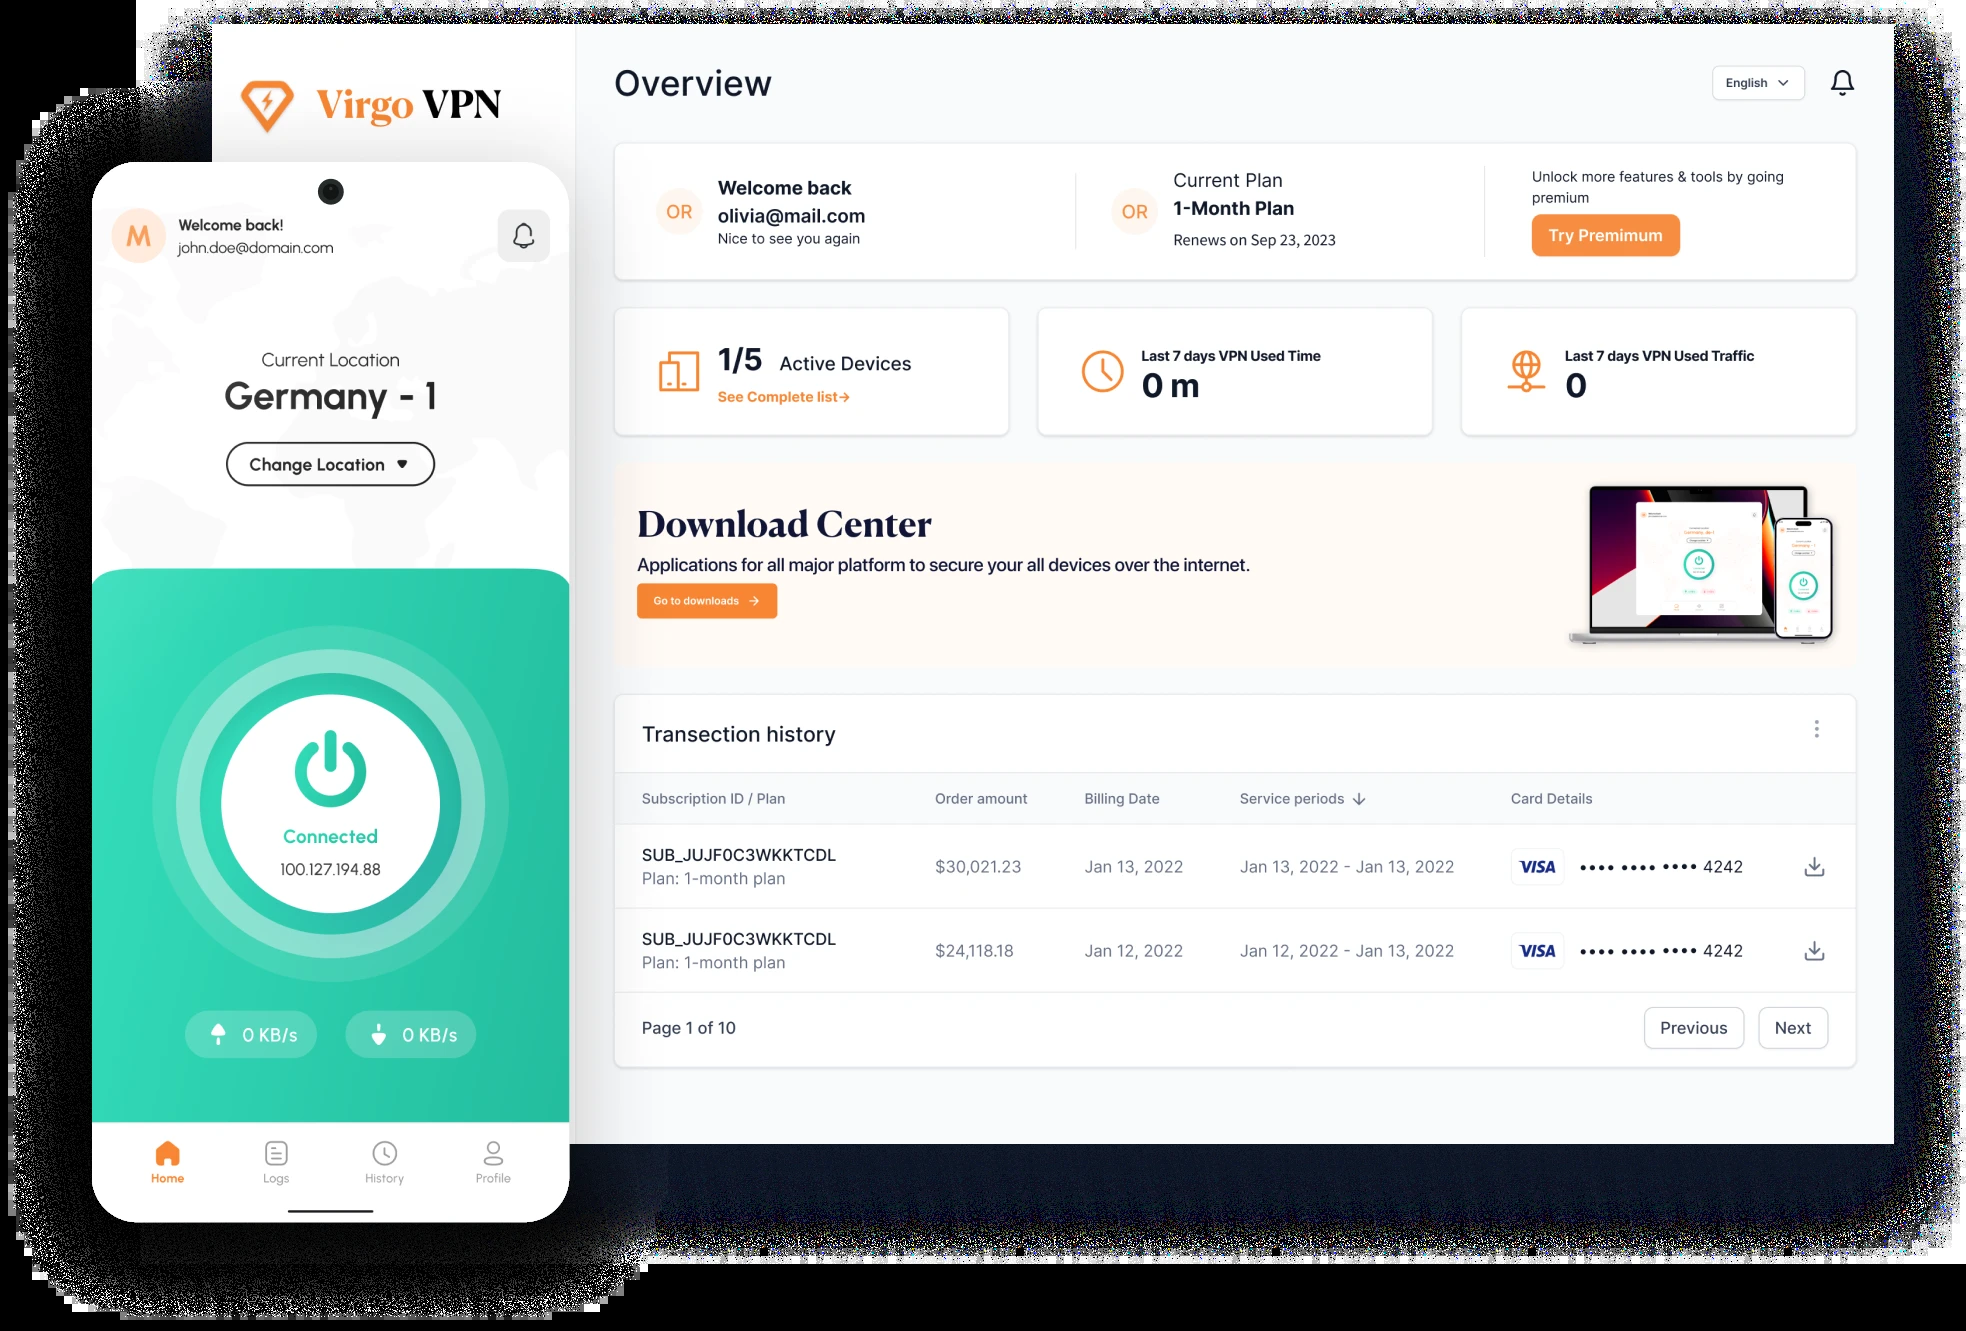 Virgo VPN
M
Welcome back!
john.doe@domain.com
Current Location
Germany - 1
Change Location
Connected
100.127.194.88
0 KB/s
0 KB/s
Home
Logs
History
Profile
Overview
English
OR
Welcome back
olivia@mail.com
Nice to see you again
OR
Current Plan
1-Month Plan
Renews on Sep 23, 2023
Unlock more features & tools by going
premium
Try Premimum
1/5 Active Devices
See Complete list→
Last 7 days VPN Used Time
0 m
Last 7 days VPN Used Traffic
0
Download Center
Applications for all major platform to secure your all devices over the internet.
Go to downloads →
Transection history
Subscription ID / Plan Order amount Billing Date Service periods ↓ Card Details
SUB_JUJF0C3WKKTCDL
Plan: 1-month plan
$30,021.23 Jan 13, 2022 Jan 13, 2022 - Jan 13, 2022 VISA •••• •••• •••• 4242
SUB_JUJF0C3WKKTCDL
Plan: 1-month plan
$24,118.18 Jan 12, 2022 Jan 12, 2022 - Jan 13, 2022 VISA •••• •••• •••• 4242
Page 1 of 10
Previous Next